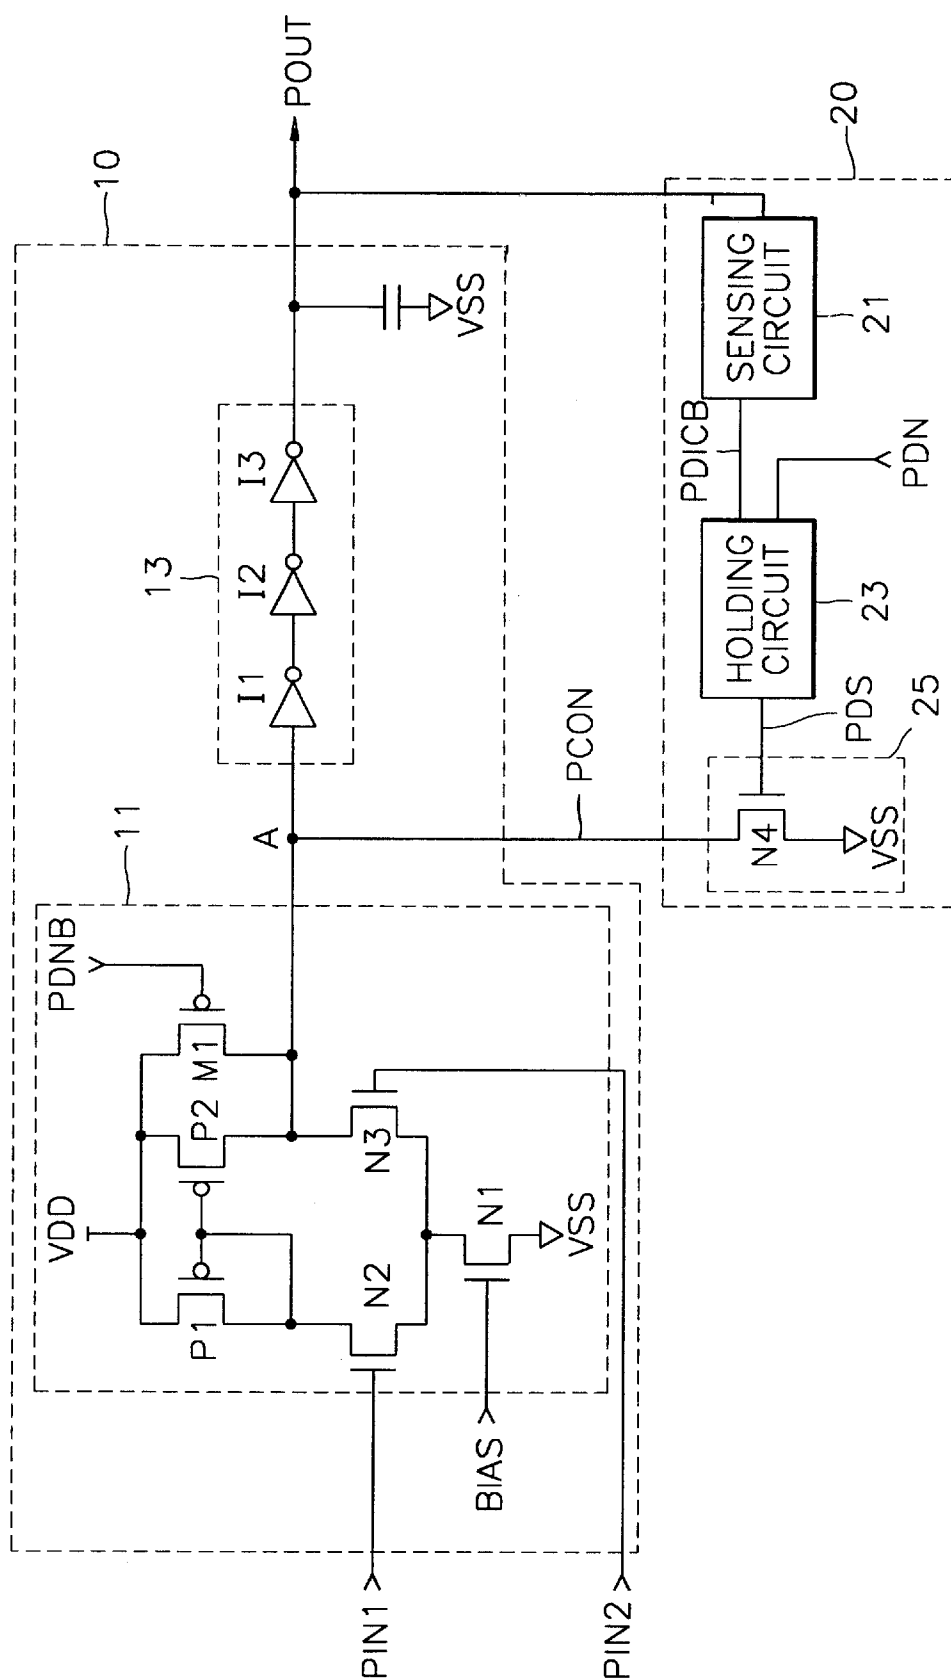 10
11
13
PDNB
VDD
P1
P2
M1
A
I1
I2
I3
POUT
N2
N3
N1
VSS
VSS
PIN1
BIAS
PIN2
PCON
20
25
N4
VSS
PDS
HOLDING
CIRCUIT
23
PDICB
PDN
SENSING
CIRCUIT
21